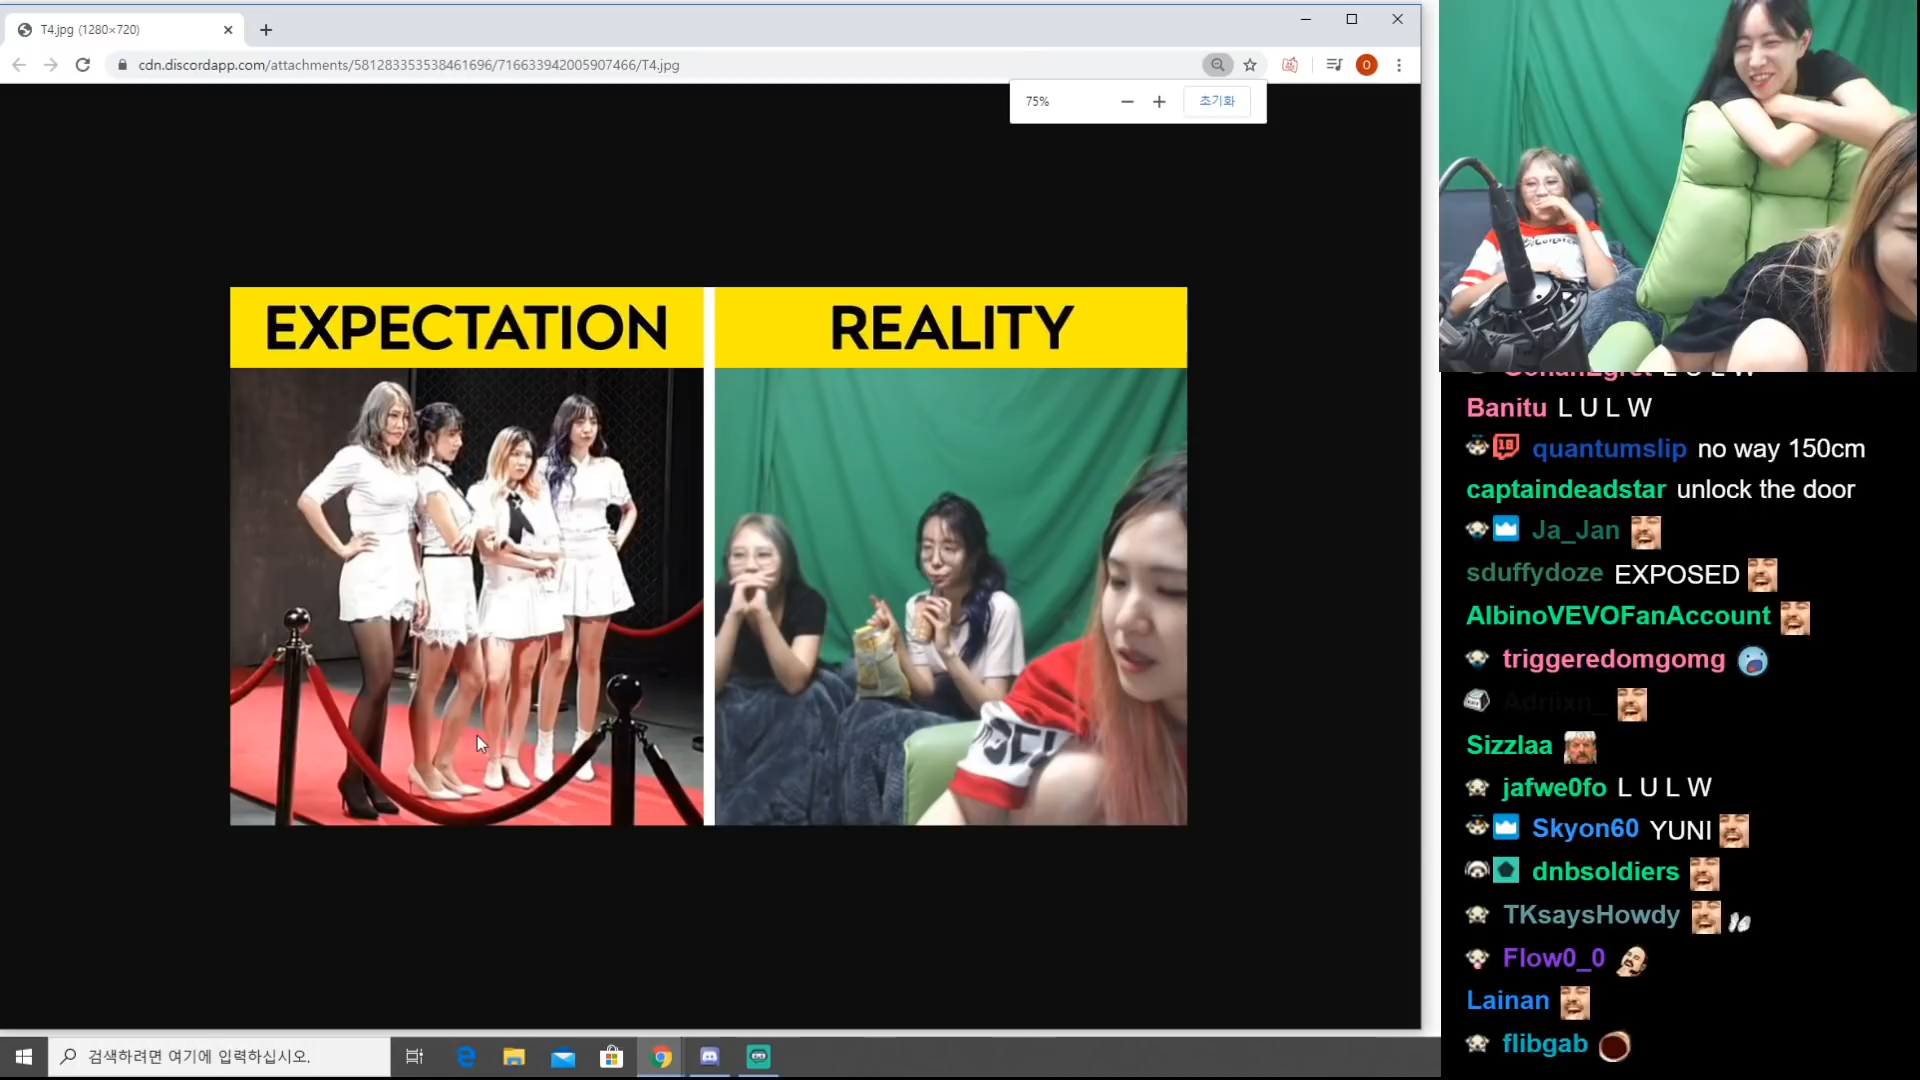 T4.jpg (1280×720)
cdn.discordapp.com/attachments/581283353538461696/716633942005907466/T4.jpg
75%
초기화
EXPECTATION
REALITY
L U L W
Banitu L U L W
quantumslip no way 150cm
captaindeadstar unlock the door
Ja_Jan
sduffydoze EXPOSED
AlbinoVEVOFanAccount
triggeredomgomg
Adriixn_
Sizzlaa
jafwe0fo L U L W
Skyon60 YUNI
dnbsoldiers
TKsaysHowdy
Flow0_0
Lainan
flibgab
검색하려면 여기에 입력하십시오.